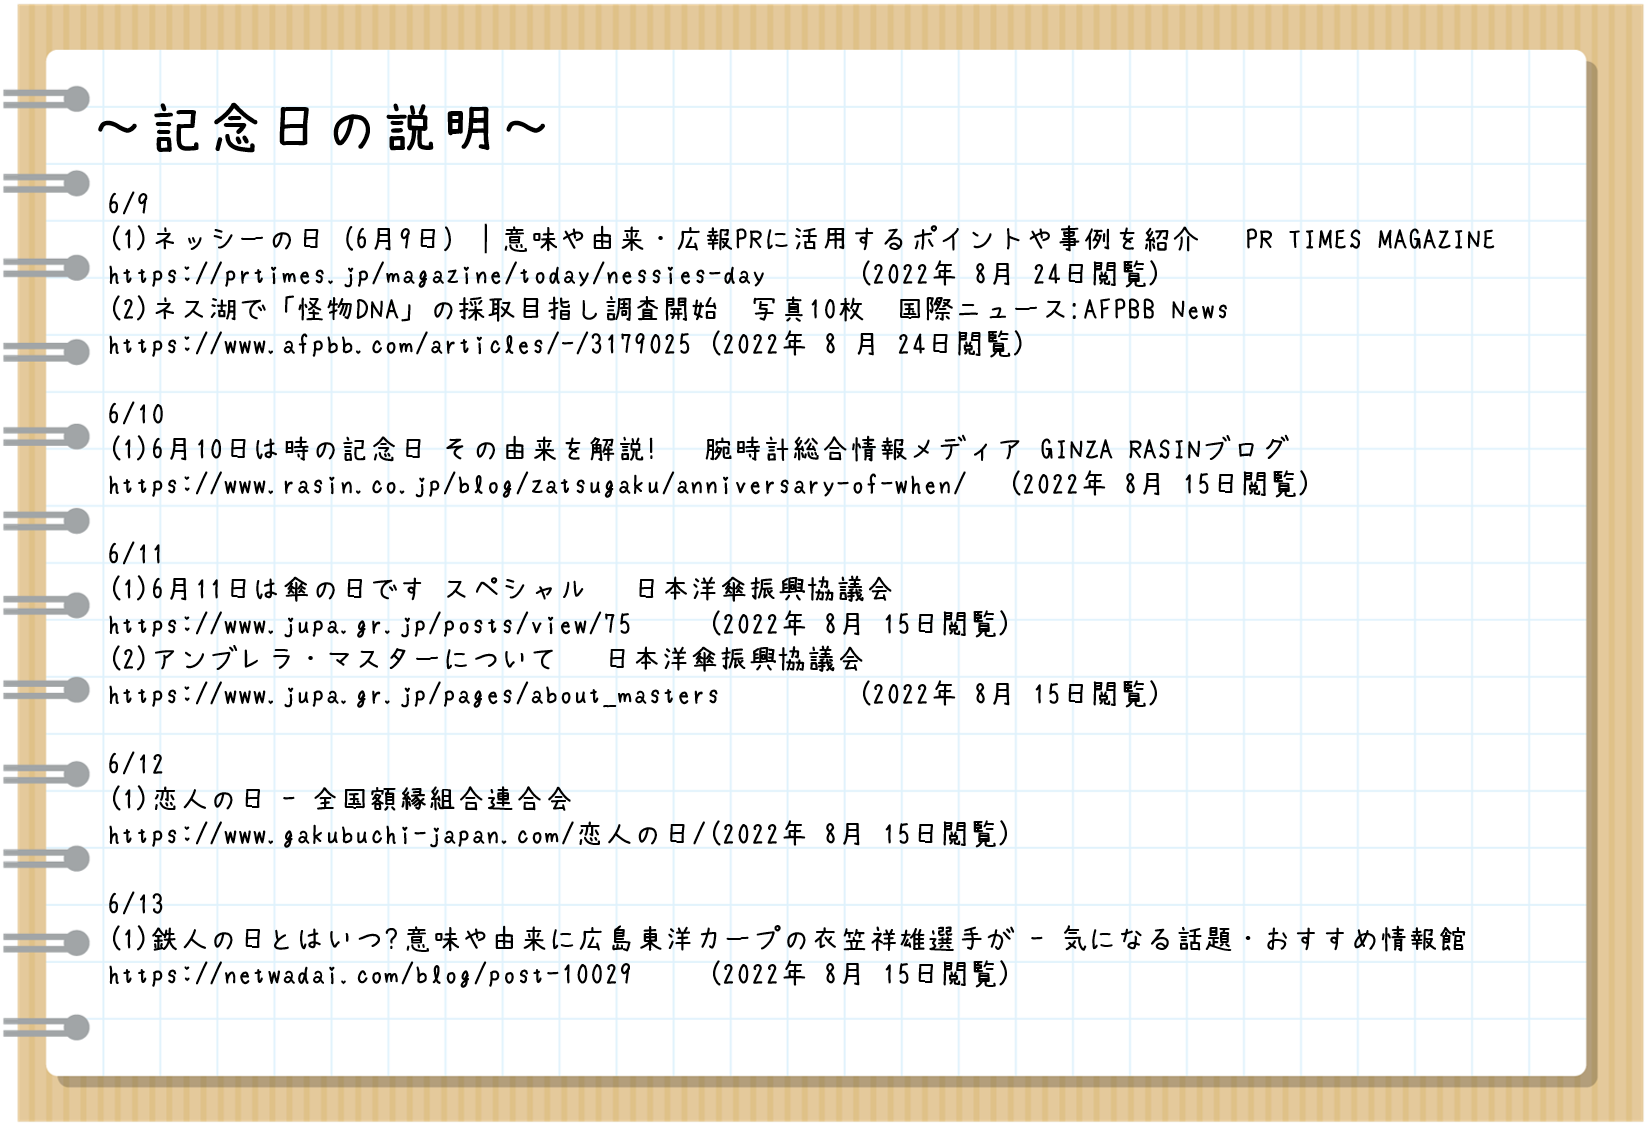 ～記念日の説明～
6/9
(1)ネッシーの日 (6月9日) |意味や由来・広報PRに活用するポイントや事例を紹介　PR TIMES MAGAZINE
https://prtimes.jp/magazine/today/nessies-day　(2022年 8月 24日閲覧)
(2)ネス湖で「怪物DNA」の採取目指し調査開始　写真10枚　国際ニュース:AFPBB News
https://www.afpbb.com/articles/-/3179025 (2022年 8 月 24日閲覧)
6/10
(1)6月10日は時の記念日 その由来を解説!　腕時計総合情報メディア GINZA RASINブログ
https://www.rasin.co.jp/blog/zatsugaku/anniversary-of-when/　(2022年 8月 15日閲覧)
6/11
(1)6月11日は傘の日です スペシャル　日本洋傘振興協議会
https://www.jupa.gr.jp/posts/view/75　(2022年 8月 15日閲覧)
(2)アンブレラ・マスターについて　日本洋傘振興協議会
https://www.jupa.gr.jp/pages/about_masters　(2022年 8月 15日閲覧)
6/12
(1)恋人の日 - 全国額縁組合連合会
https://www.gakubuchi-japan.com/恋人の日/(2022年 8月 15日閲覧)
6/13
(1)鉄人の日とはいつ?意味や由来に広島東洋カープの衣笠祥雄選手が - 気になる話題・おすすめ情報館
https://netwadai.com/blog/post-10029　(2022年 8月 15日閲覧)